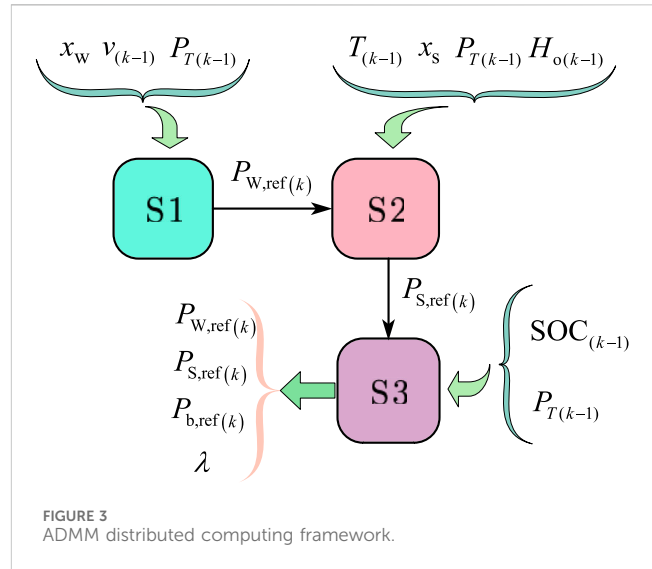 x_w v_(k−1) P_T(k−1)
T_(k−1) x_s P_T(k−1) H_o(k−1)
P_W,ref(k)
S1
S2
P_S,ref(k)
P_W,ref(k)
P_S,ref(k)
P_b,ref(k)
λ
S3
SOC_(k−1)
P_T(k−1)
FIGURE 3
ADMM distributed computing framework.